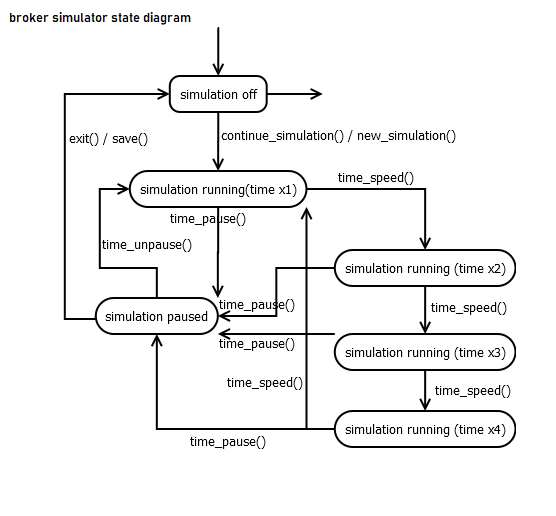 broker simulator state diagram
simulation off
exit() / save()
continue_simulation() / new_simulation()
time_speed()
simulation running(time x1)
time_pause()
time_unpause()
simulation running (time x2)
time_pause()
time_speed()
simulation paused
time_pause()
simulation running (time x3)
time_speed()
time_speed()
simulation running (time x4)
time_pause()